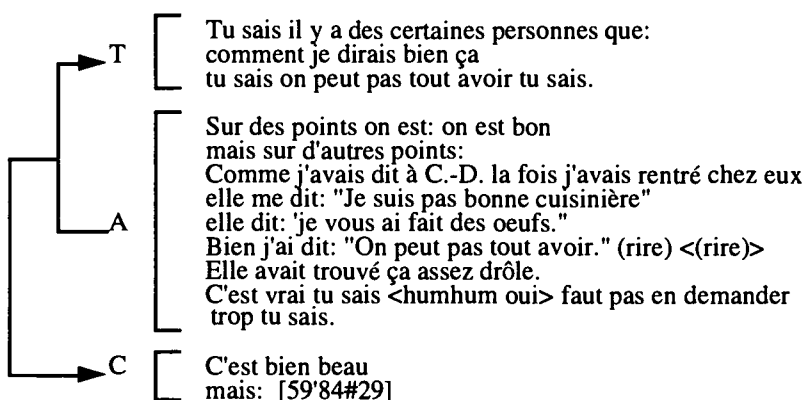 T Tu sais il y a des certaines personnes que:
comment je dirais bien ça
tu sais on peut pas tout avoir tu sais.
Sur des points on est: on est bon
mais sur d'autres points:
Comme j'avais dit à C.-D. la fois j'avais rentré chez eux
elle me dit: "Je suis pas bonne cuisinière"
A elle dit: 'je vous ai fait des oeufs."
Bien j'ai dit: "On peut pas tout avoir." (rire) <(rire)>
Elle avait trouvé ça assez drôle.
C'est vrai tu sais <humhum oui> faut pas en demander
trop tu sais.
C C'est bien beau
mais: [59'84#29]